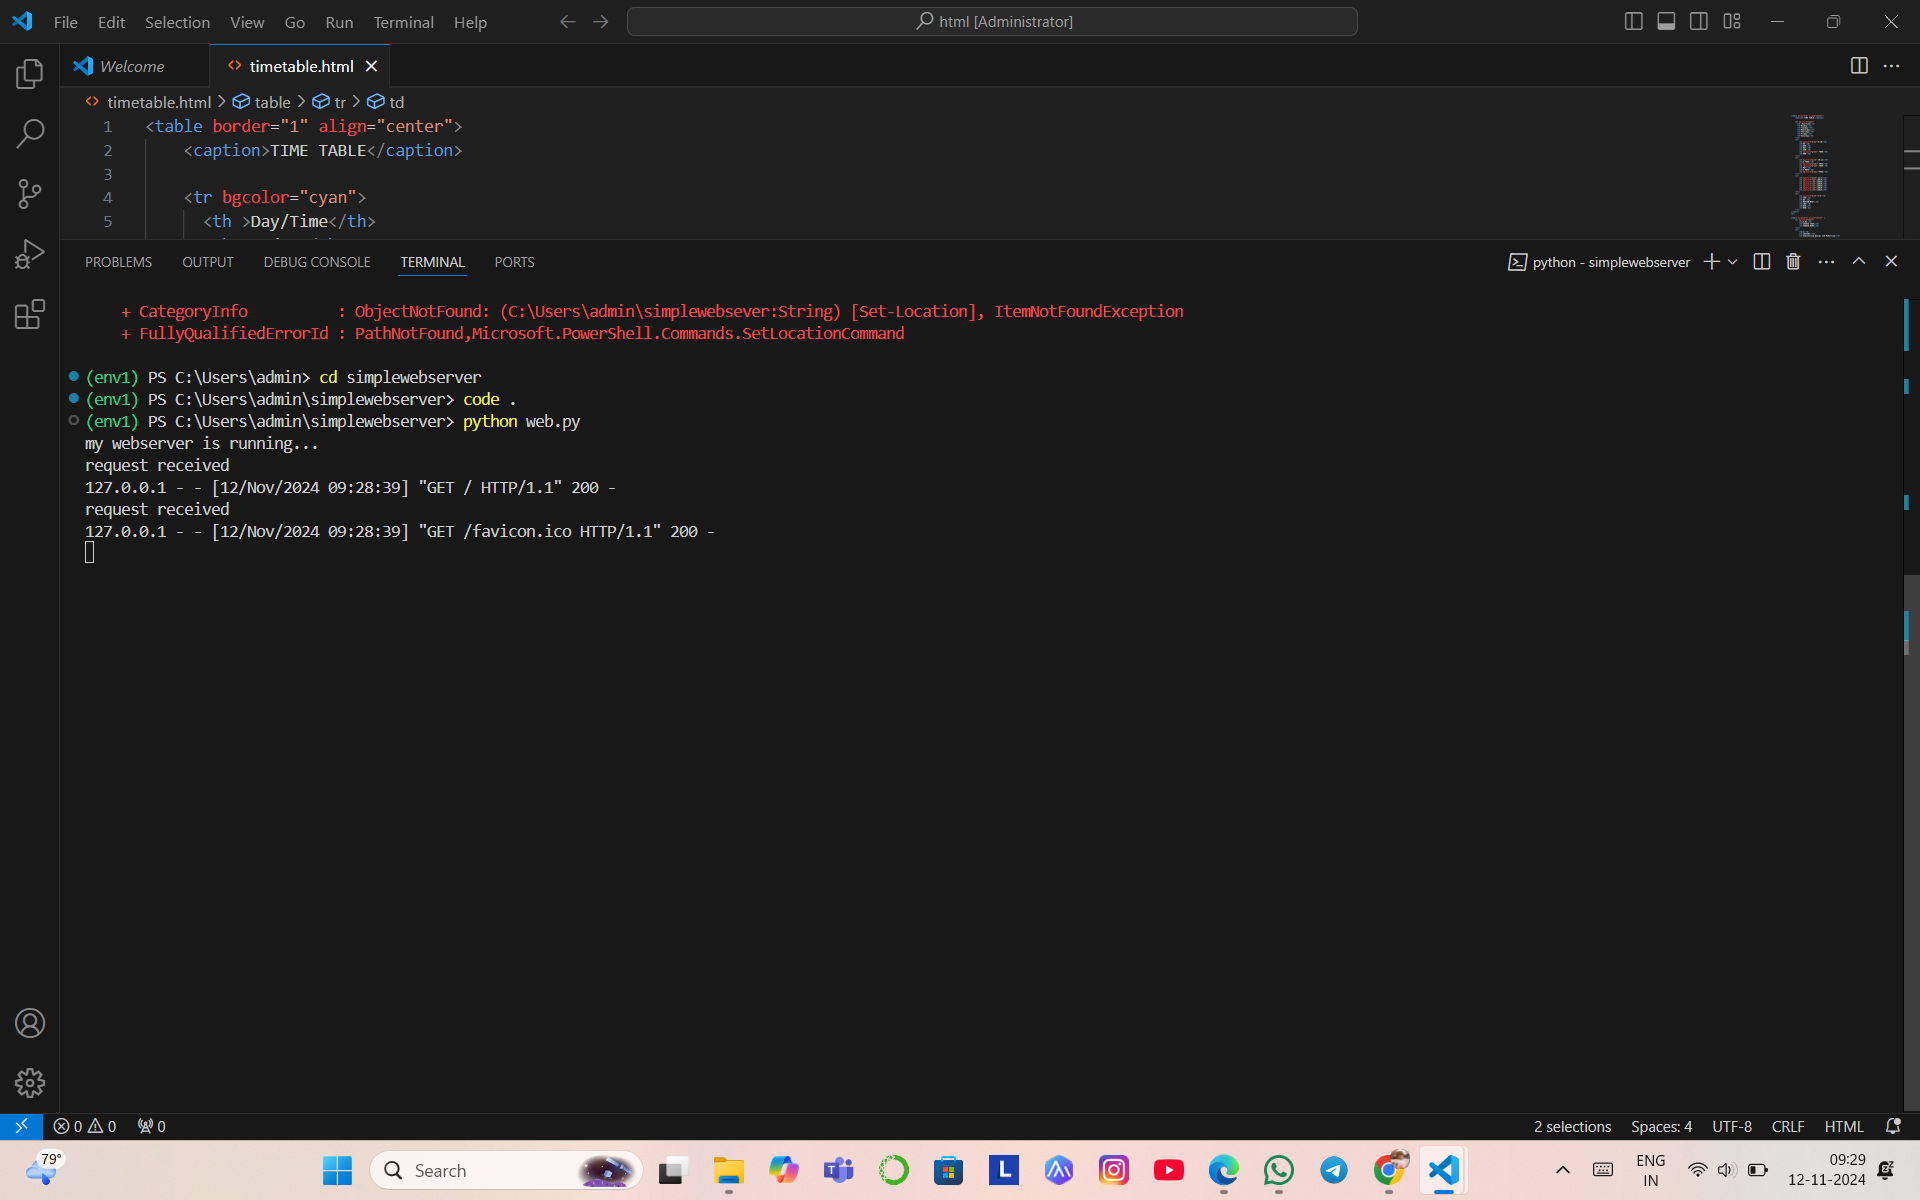 File Edit Selection View Go Run Terminal Help
html [Administrator]
Welcome
timetable.html
timetable.html > table > tr > td
1 <table border="1" align="center">
2 <caption>TIME TABLE</caption>
3
4 <tr bgcolor="cyan">
5 <th >Day/Time</th>
PROBLEMS OUTPUT DEBUG CONSOLE TERMINAL PORTS
python - simplewebserver
+ CategoryInfo : ObjectNotFound: (C:\Users\admin\simplewebsever:String) [Set-Location], ItemNotFoundException
+ FullyQualifiedErrorId : PathNotFound,Microsoft.PowerShell.Commands.SetLocationCommand
(env1) PS C:\Users\admin> cd simplewebserver
(env1) PS C:\Users\admin\simplewebserver> code .
(env1) PS C:\Users\admin\simplewebserver> python web.py
my webserver is running...
request received
127.0.0.1 - - [12/Nov/2024 09:28:39] "GET / HTTP/1.1" 200 -
request received
127.0.0.1 - - [12/Nov/2024 09:28:39] "GET /favicon.ico HTTP/1.1" 200 -
0 0 0
2 selections Spaces: 4 UTF-8 CRLF HTML
79°
Search
ENG
IN
09:29
12-11-2024